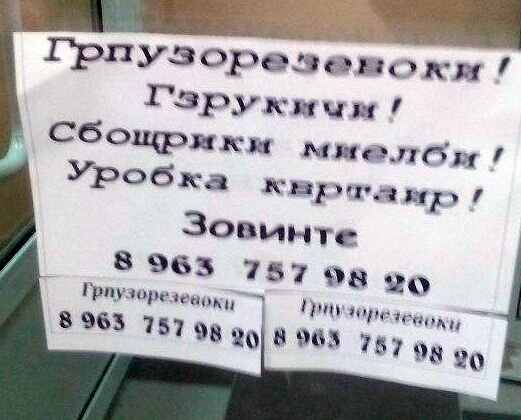 Грпузорезевоки!
Гзрукичи!
Сбощрики миелби!
Уробка квртаир!
Зовинте
8 963 757 98 20
Грпузорезевоки
8 963 757 98 20
Грпузорезевоки
8 963 757 98 20